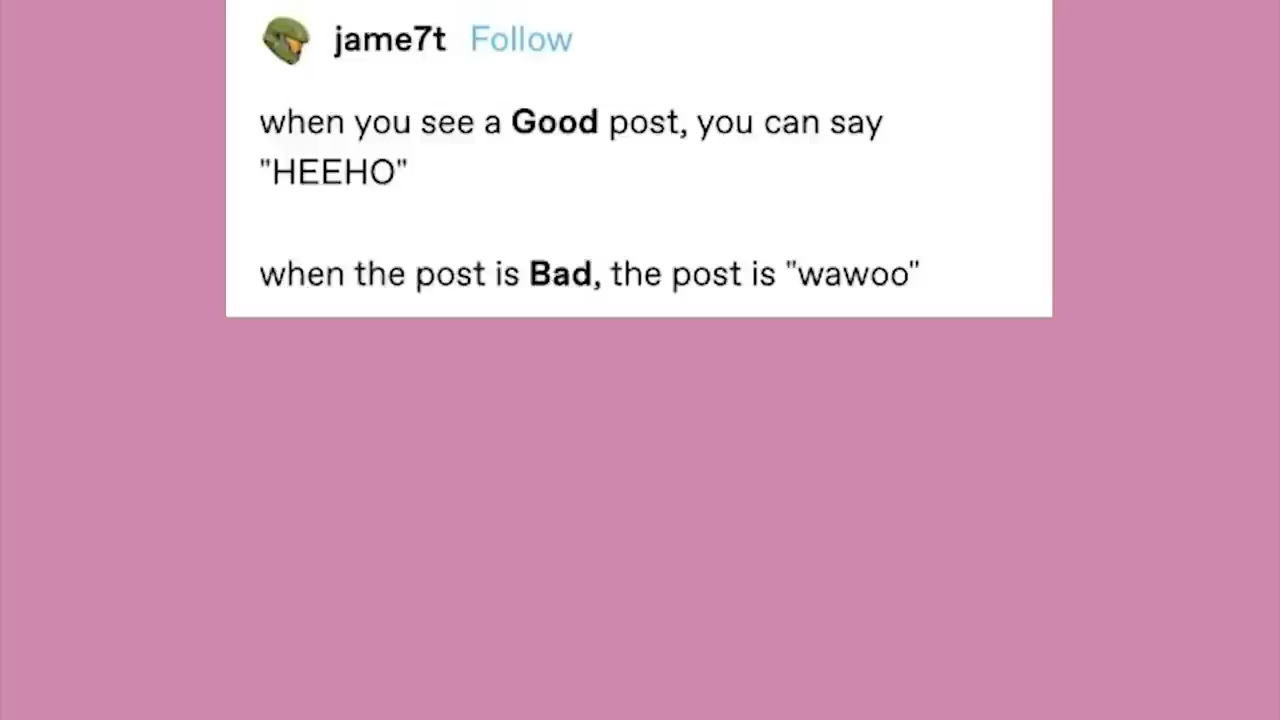 jame7t Follow
when you see a Good post, you can say
"HEEHO"
when the post is Bad, the post is "wawoo"